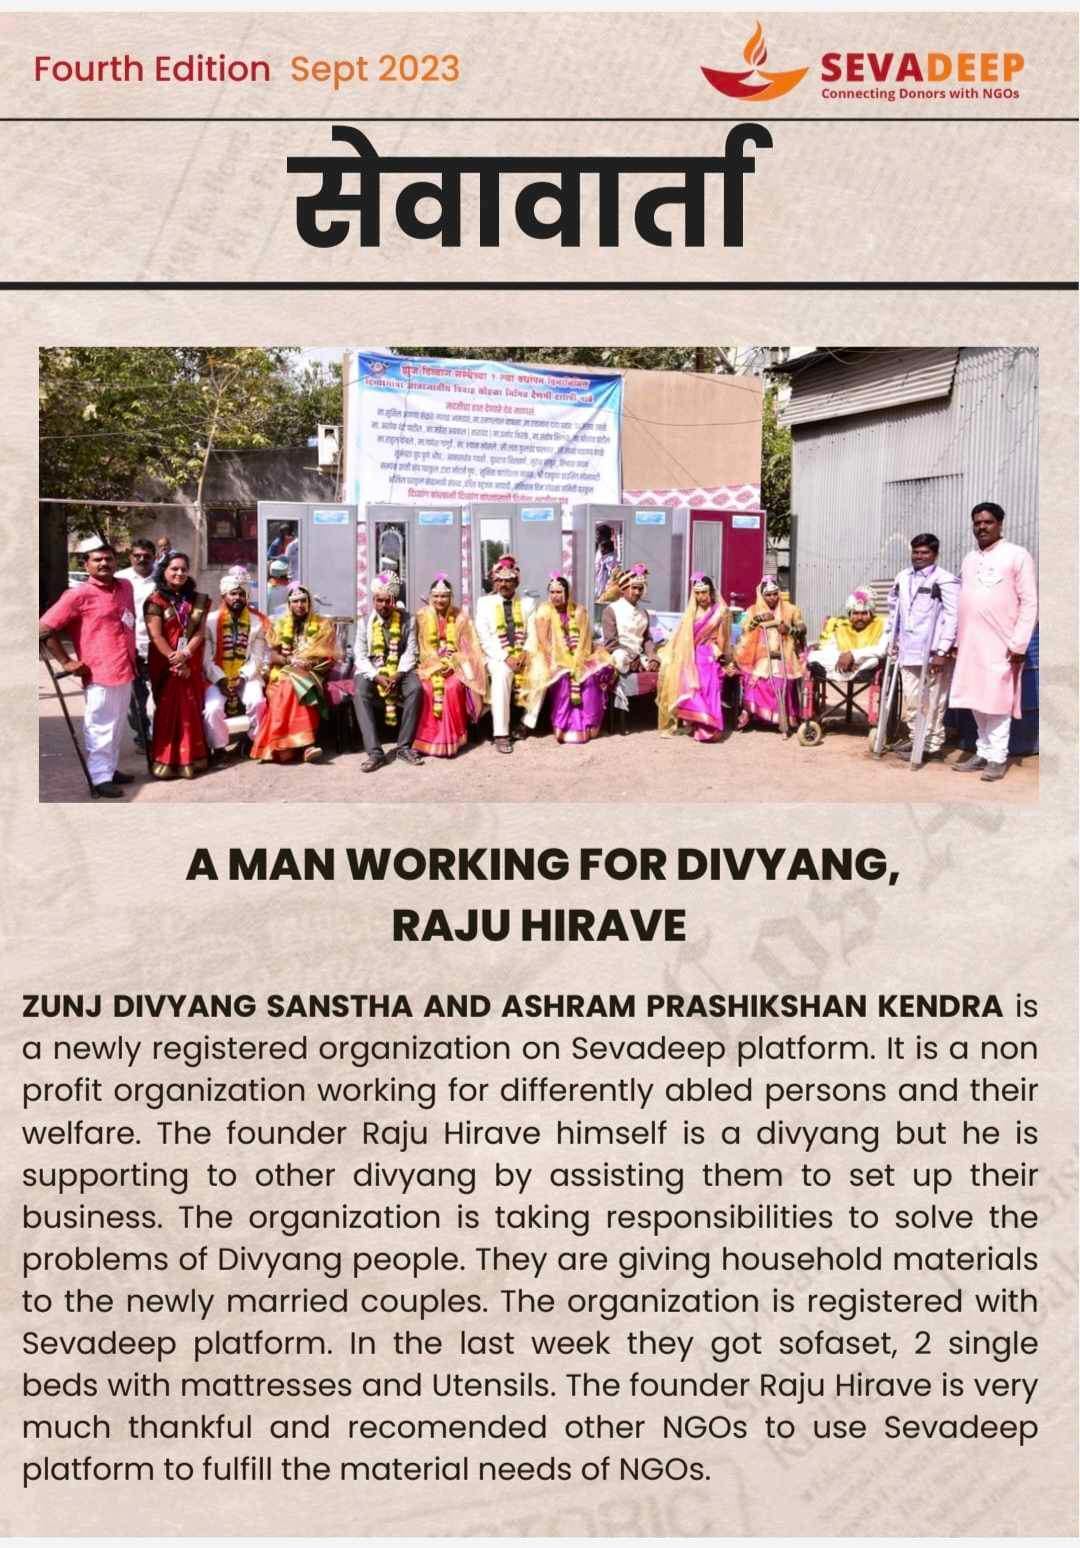 Fourth Edition Sept 2023
SEVADEEP
Connecting Donors with NGOs
सेवावार्ता
A MAN WORKING FOR DIVYANG,
RAJU HIRAVE
ZUNJ DIVYANG SANSTHA AND ASHRAM PRASHIKSHAN KENDRA is
a newly registered organization on Sevadeep platform. It is a non
profit organization working for differently abled persons and their
welfare. The founder Raju Hirave himself is a divyang but he is
supporting to other divyang by assisting them to set up their
business. The organization is taking responsibilities to solve the
problems of Divyang people. They are giving household materials
to the newly married couples. The organization is registered with
Sevadeep platform. In the last week they got sofaset, 2 single
beds with mattresses and Utensils. The founder Raju Hirave is very
much thankful and recomended other NGOs to use Sevadeep
platform to fulfill the material needs of NGOs.